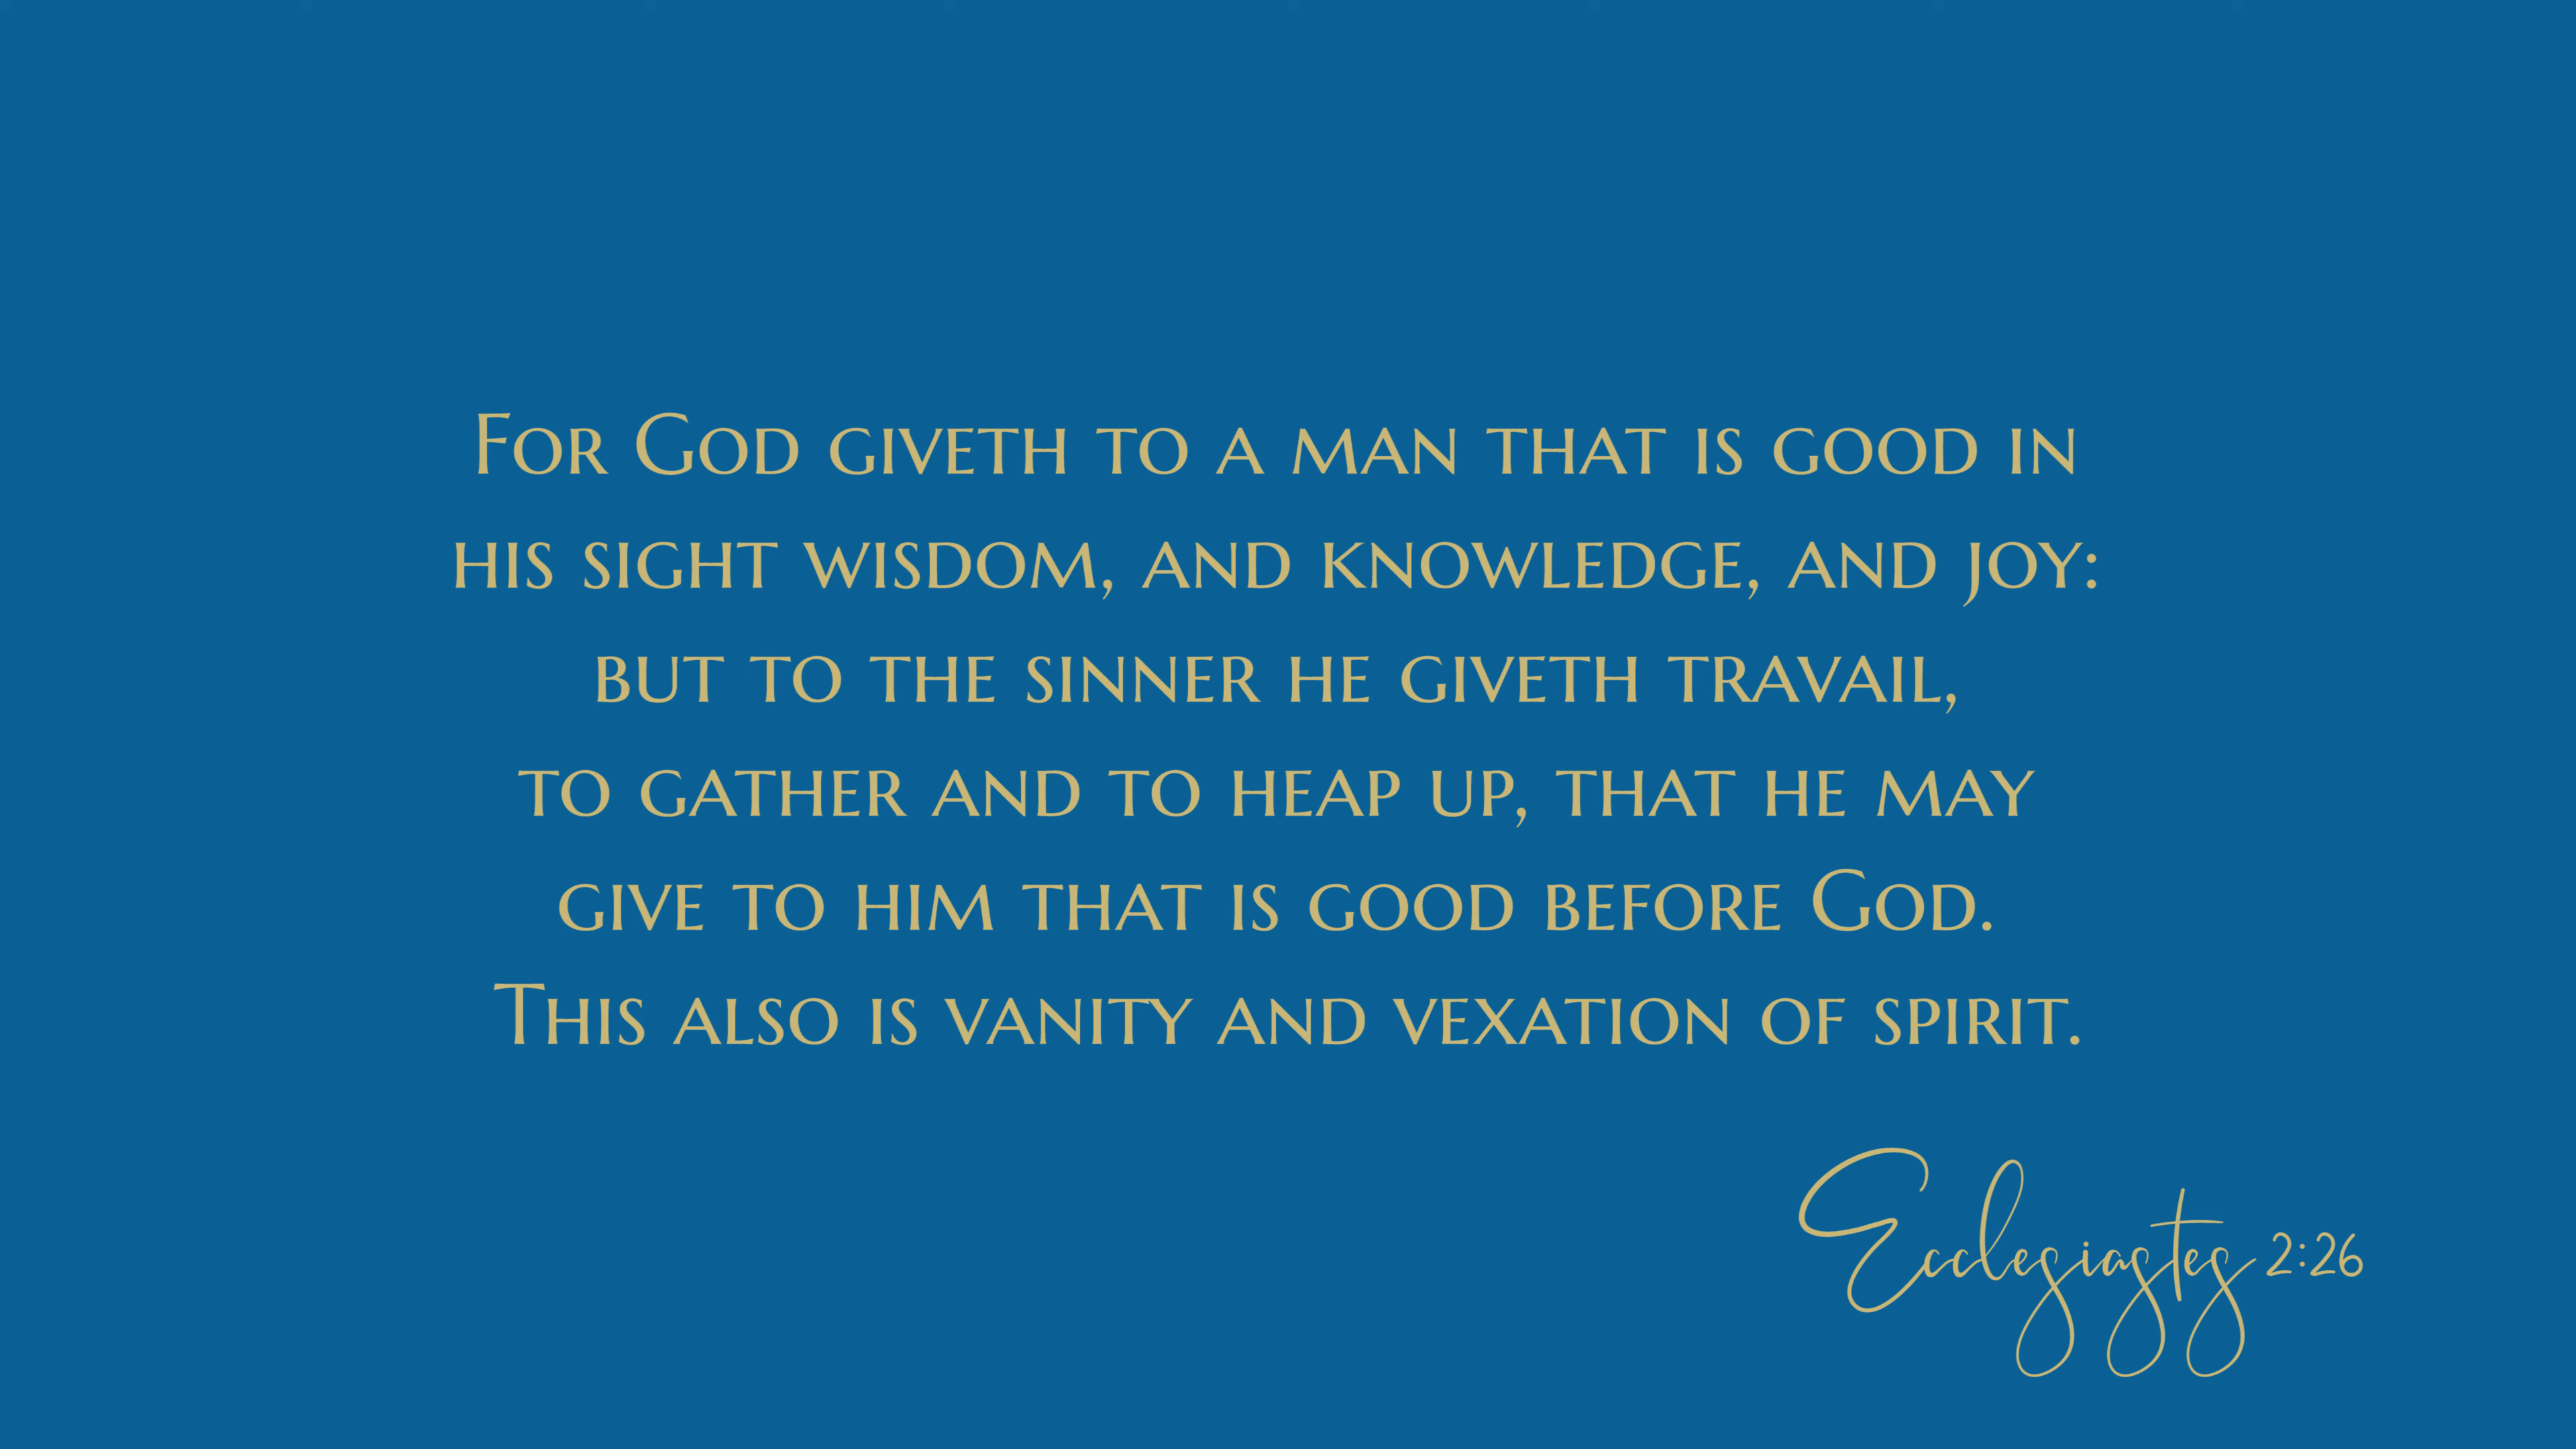 For God giveth to a man that is good in
his sight wisdom, and knowledge, and joy:
but to the sinner he giveth travail,
to gather and to heap up, that he may
give to him that is good before God.
This also is vanity and vexation of spirit.
Ecclesiastes 2:26